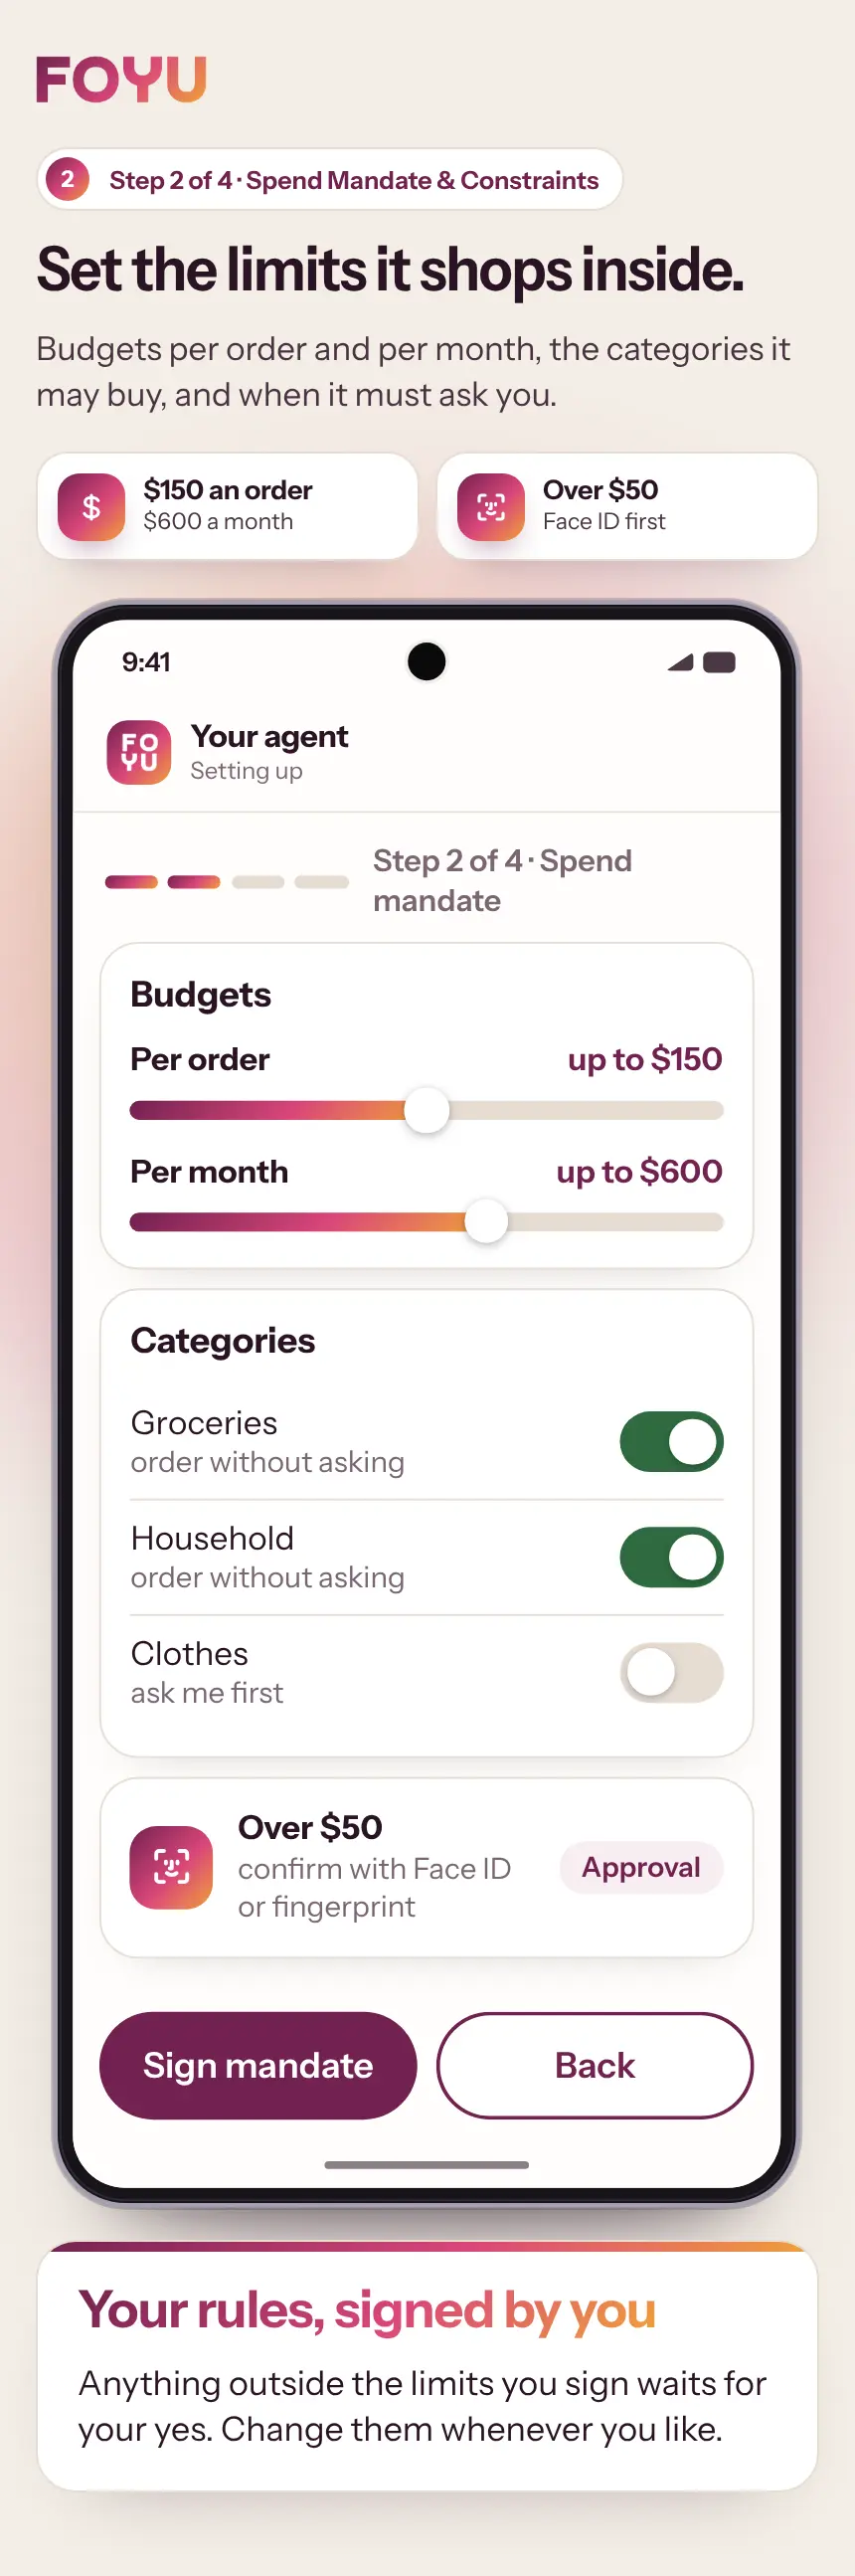 FOYU
2 Step 2 of 4 · Spend Mandate & Constraints
Set the limits it shops inside.
Budgets per order and per month, the categories it
may buy, and when it must ask you.
$ $150 an order
$600 a month
Over $50
Face ID first
9:41
FO
YU
Your agent
Setting up
Step 2 of 4 · Spend
mandate
Budgets
Per order up to $150
Per month up to $600
Categories
Groceries
order without asking
Household
order without asking
Clothes
ask me first
Over $50
confirm with Face ID
or fingerprint
Approval
Sign mandate Back
Your rules, signed by you
Anything outside the limits you sign waits for
your yes. Change them whenever you like.